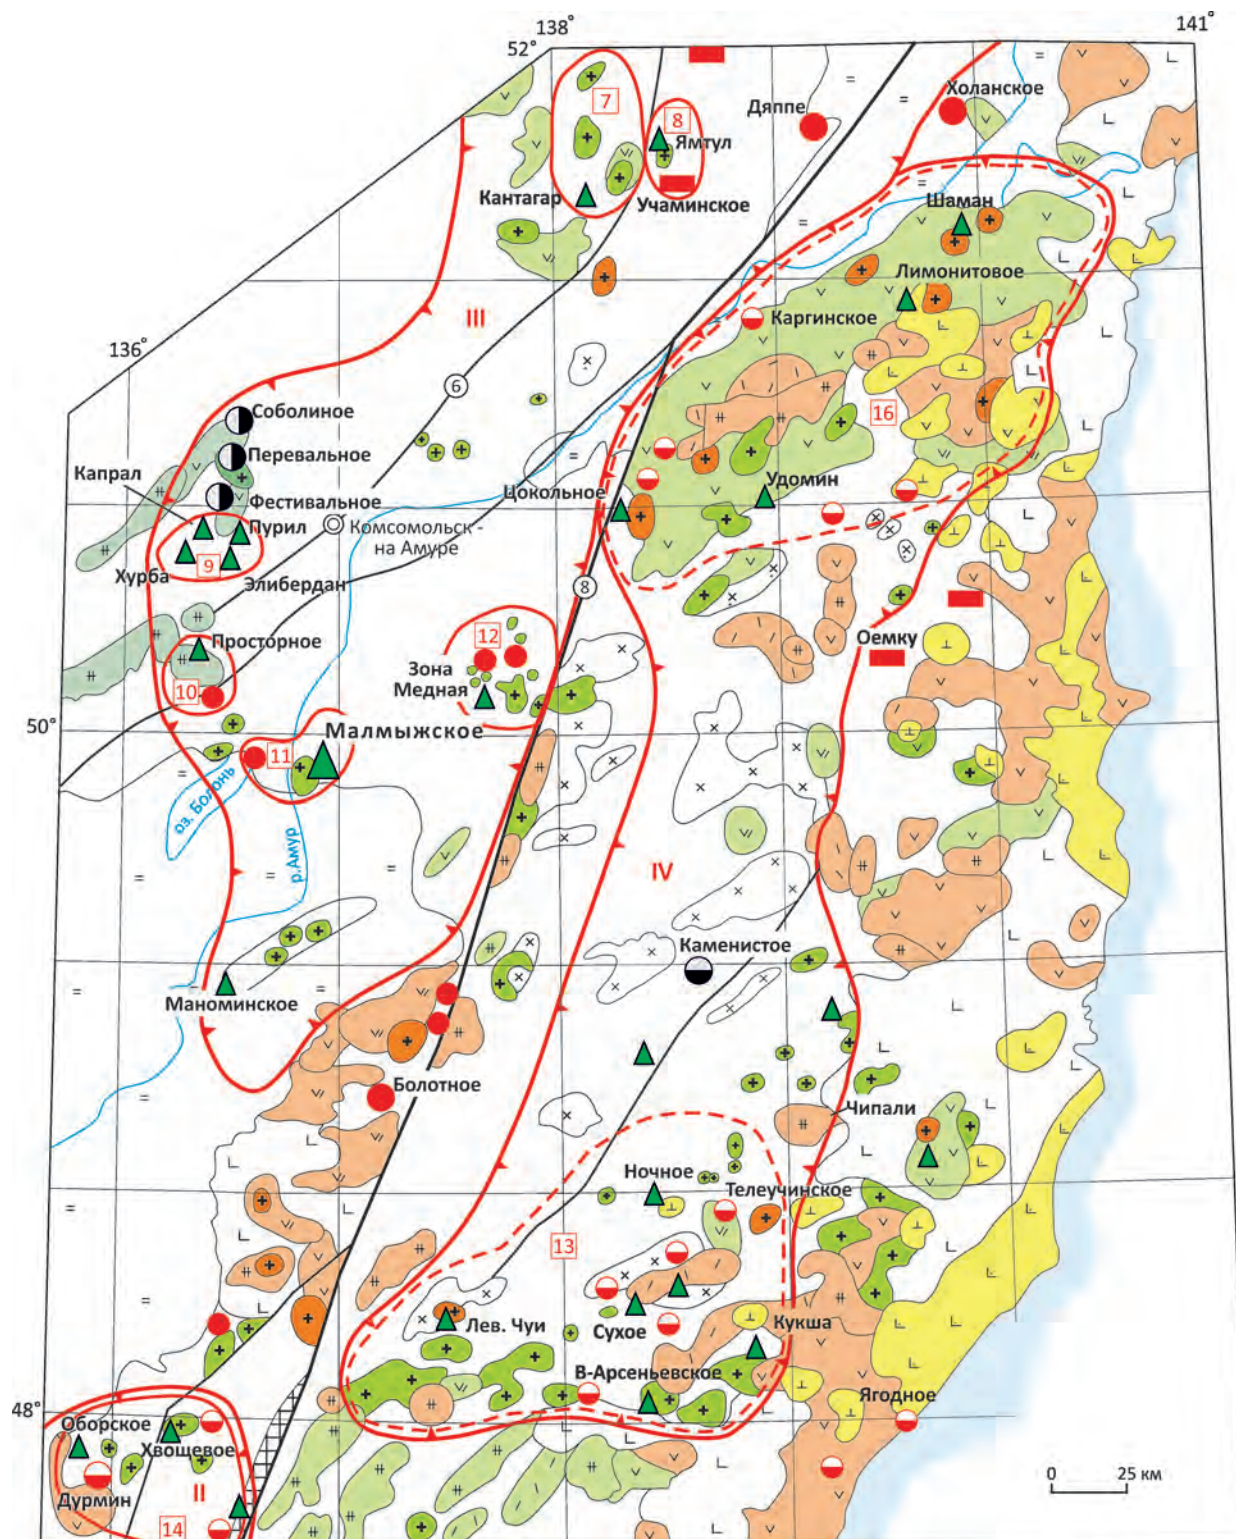 138°
141°
52°
7
8
Ямтул
Дяппе
Холанское
Кантагар
Учаминское
Шаман
Лимонитовое
III
Каргинское
136°
6
16
Соболиное
Перевальное
Капрал
Фестивальное
Цокольное
Удомин
Пурил
Комсомольск -
на Амуре
9
Хурба
Элибердан
8
12
Оемку
Просторное
Зона
Медная
10
50°
Малмыжское
11
оз. Болонь
р.Амур
IV
Каменистое
Маноминское
Болотное
Чипали
Ночное
Телеучинское
13
Лев. Чуи
Сухое
Кукша
В-Арсеньевское
Ягодное
48°
Оборское
Хвощевое
Дурмин
II
14
0 25 км